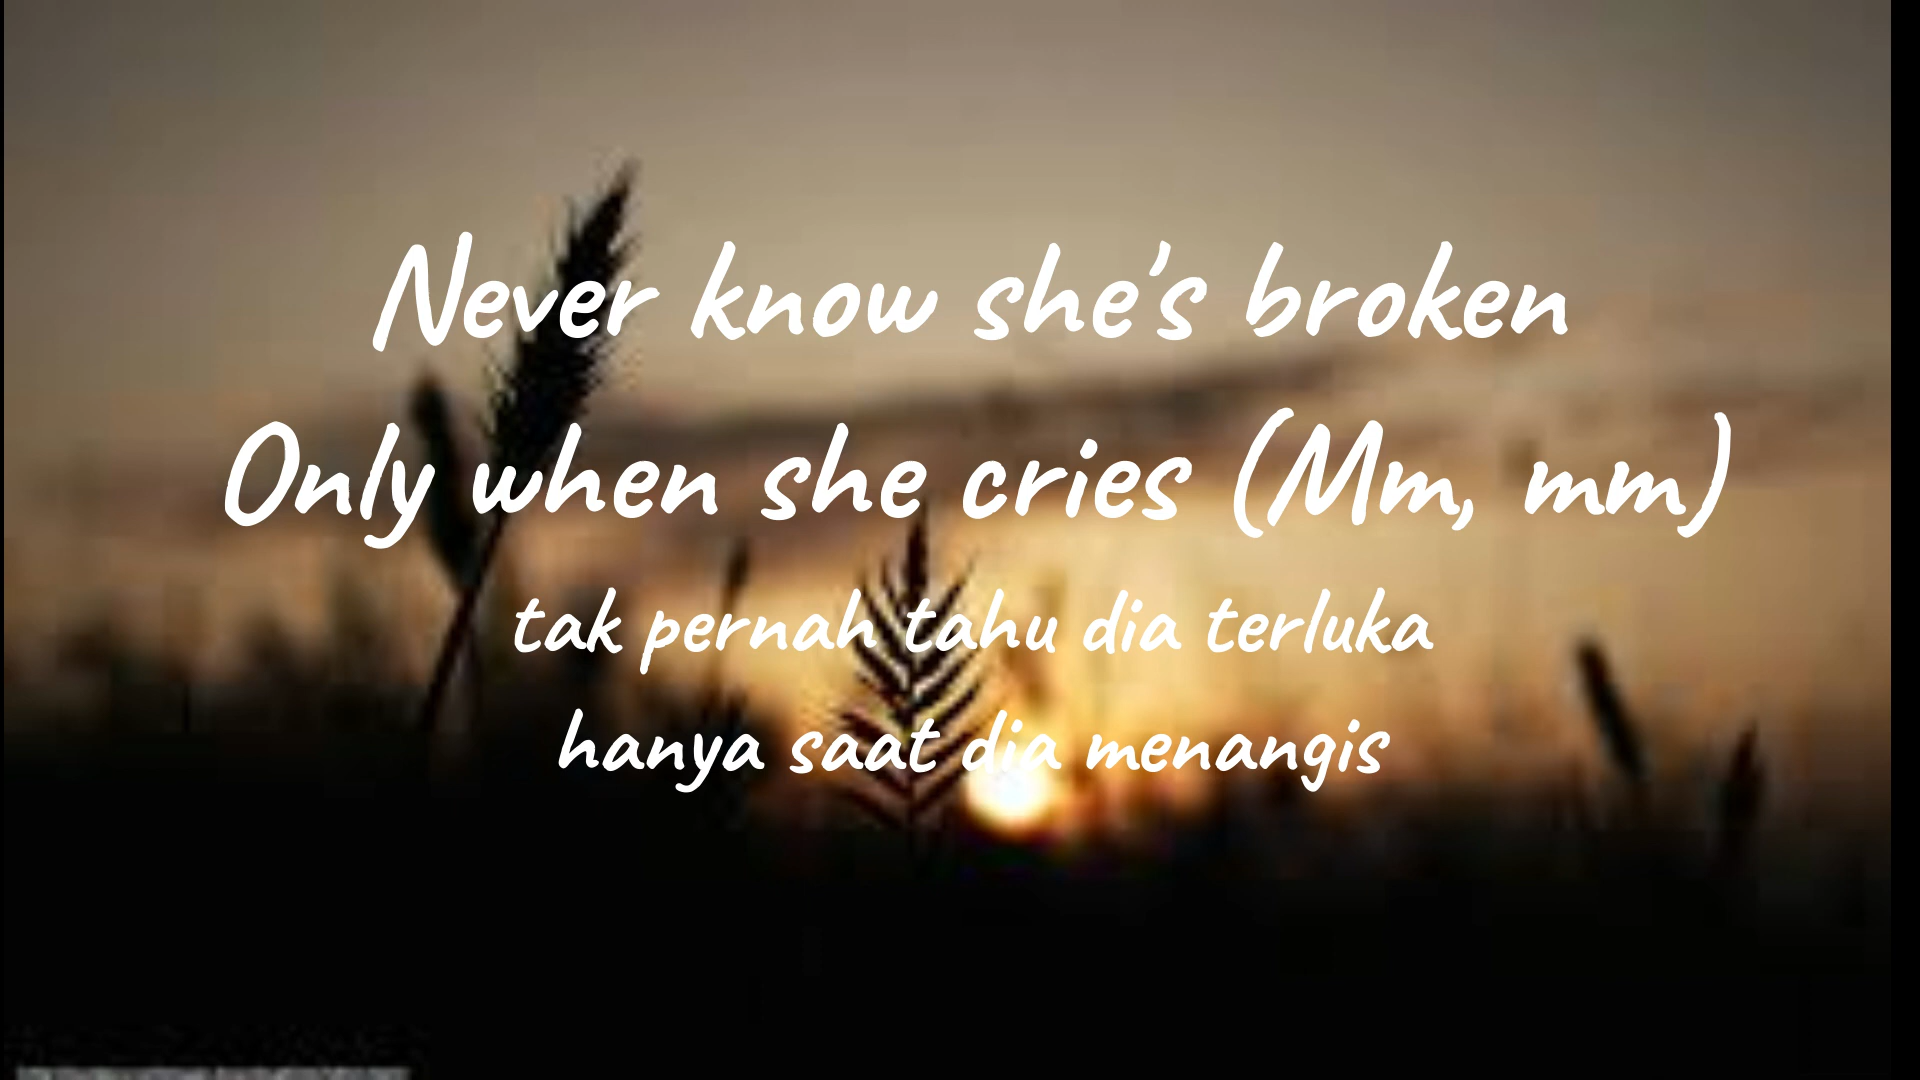 Never know she's broken
Only when she cries (Mm, mm)
tak pernah tahu dia terluka
hanya saat dia menangis